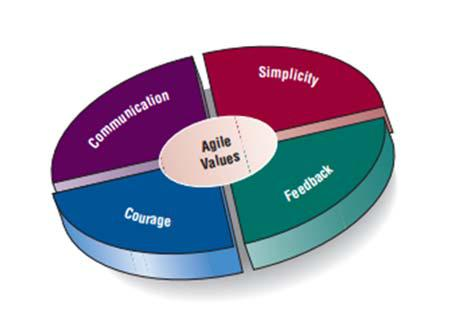 Communication
Simplicity
Agile
Values
Courage
Feedback